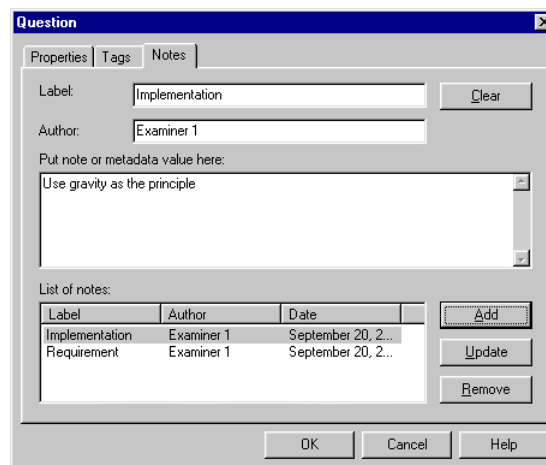 Question
Properties Tags Notes
Label: Implementation Clear
Author: Examiner 1
Put note or metadata value here:
Use gravity as the principle
List of notes:
Label Author Date Add
Implementation Examiner 1 September 20, 2...
Requirement Examiner 1 September 20, 2...
Update
Remove
OK Cancel Help